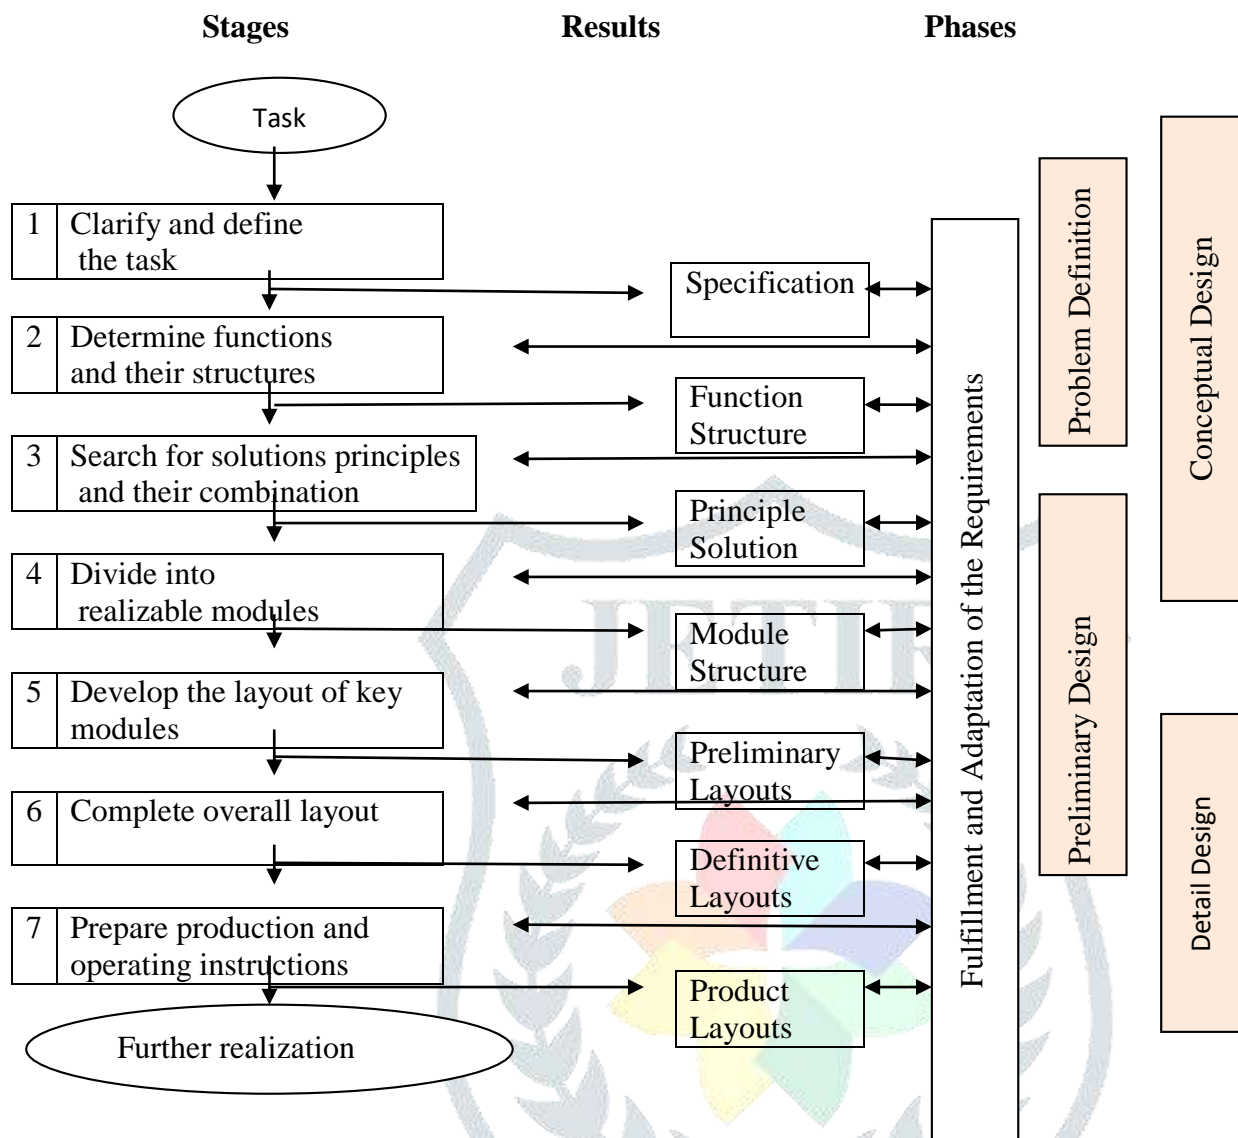 Stages
Results
Phases
Task
1
Clarify and define
the task
Specification
2
Determine functions
and their structures
Function
Structure
3
Search for solutions principles
and their combination
Principle
Solution
4
Divide into
realizable modules
Module
Structure
5
Develop the layout of key
modules
Preliminary
Layouts
6
Complete overall layout
Definitive
Layouts
7
Prepare production and
operating instructions
Product
Layouts
Further realization
Fulfillment and Adaptation of the Requirements
Problem Definition
Preliminary Design
Conceptual Design
Detail Design
JETIR